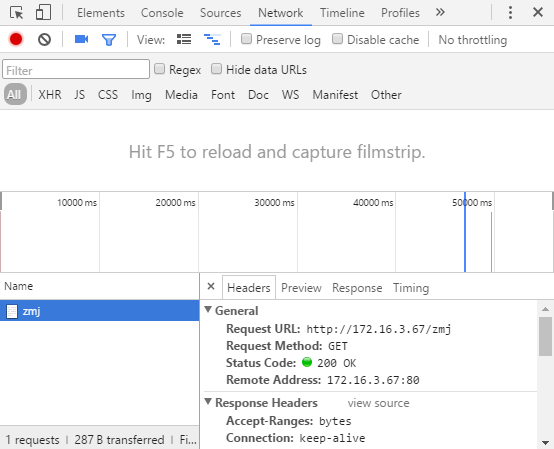 Elements Console Sources Network Timeline Profiles »
View: Preserve log Disable cache No throttling
Filter Regex Hide data URLs
All XHR JS CSS Img Media Font Doc WS Manifest Other
Hit F5 to reload and capture filmstrip.
10000 ms 20000 ms 30000 ms 40000 ms 50000 ms
Name × Headers Preview Response Timing
zmj
▼ General
Request URL: http://172.16.3.67/zmj
Request Method: GET
Status Code: 200 OK
Remote Address: 172.16.3.67:80
▼ Response Headers view source
Accept-Ranges: bytes
Connection: keep-alive
1 requests | 287 B transferred | Fi...